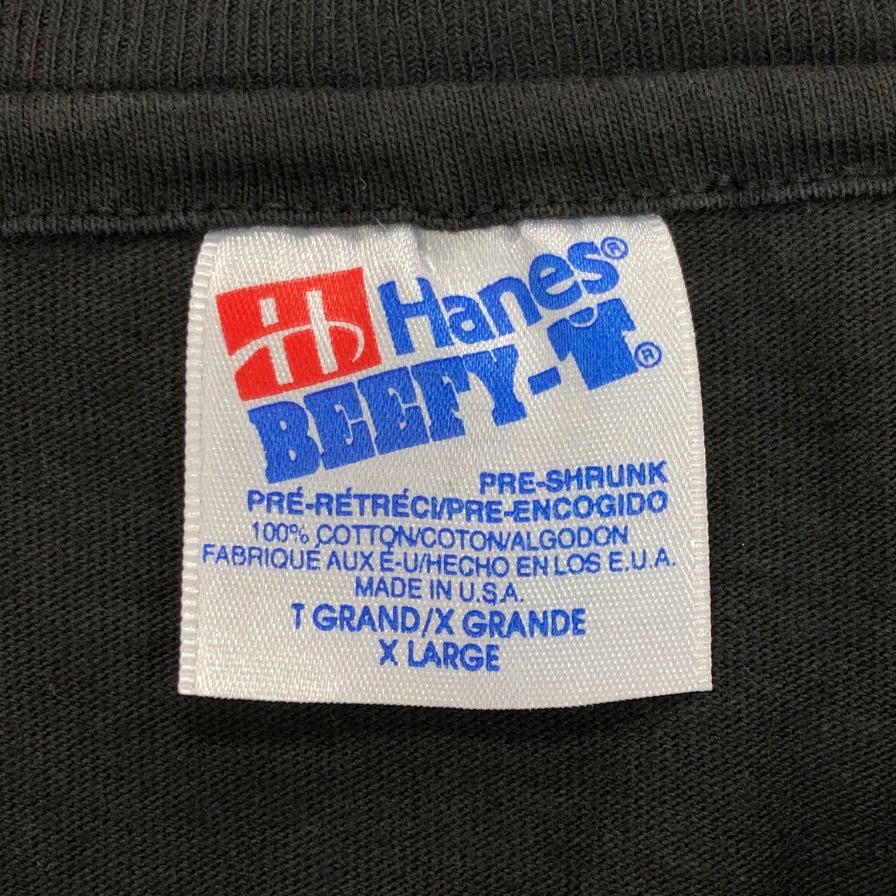 H Hanes®
BEEFY-T®
PRE-SHRUNK
PRÉ-RÉTRÉCI/PRE-ENCOGIDO
100% COTTON/COTON/ALGODON
FABRIQUÉ AUX É-U/HECHO EN LOS E.U.A.
MADE IN U.S.A.
T GRAND/X GRANDE
X LARGE